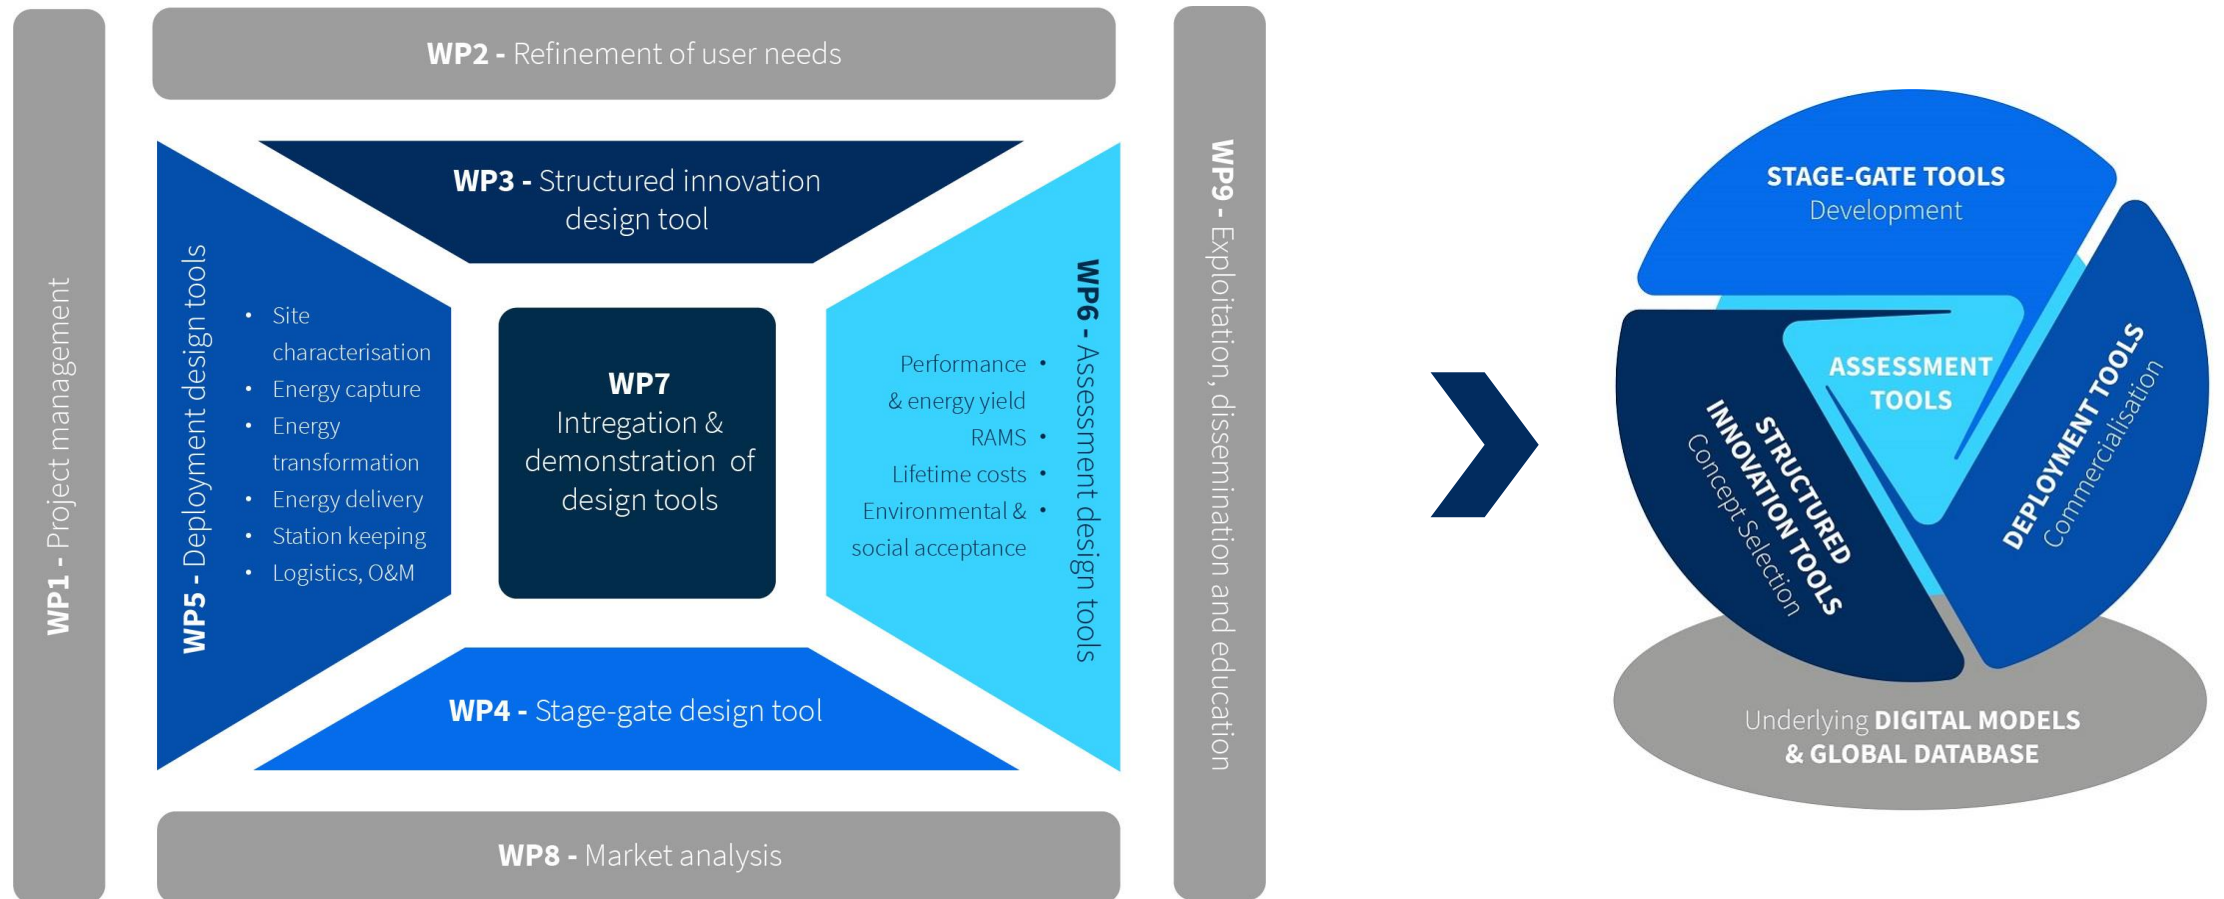 WP1 - Project management
WP2 - Refinement of user needs
WP3 - Structured innovation
design tool
WP5 - Deployment design tools
• Site
characterisation
• Energy capture
• Energy
transformation
• Energy delivery
• Station keeping
• Logistics, O&M
WP7
Intregation &
demonstration of
design tools
Performance •
& energy yield
RAMS •
Lifetime costs •
Environmental & •
social acceptance
WP6 - Assessment design tools
WP4 - Stage-gate design tool
WP8 - Market analysis
WP9 - Exploitation, dissemination and education
STAGE-GATE TOOLS
Development
ASSESSMENT
TOOLS
DEPLOYMENT TOOLS
Commercialisation
STRUCTURED
INNOVATION TOOLS
Concept Selection
Underlying DIGITAL MODELS
& GLOBAL DATABASE